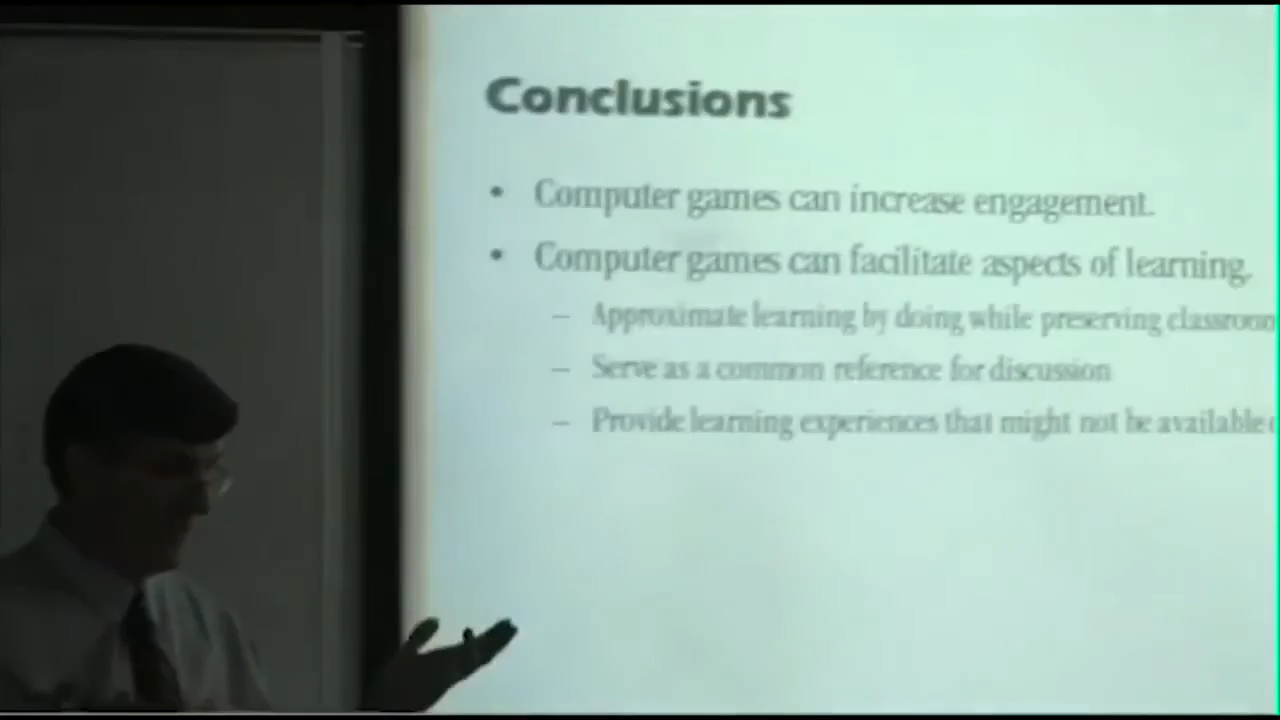 Conclusions
• Computer games can increase engagement.
• Computer games can facilitate aspects of learning.
– Approximate learning by doing while preserving classroom
– Serve as a common reference for discussion
– Provide learning experiences that might not be available